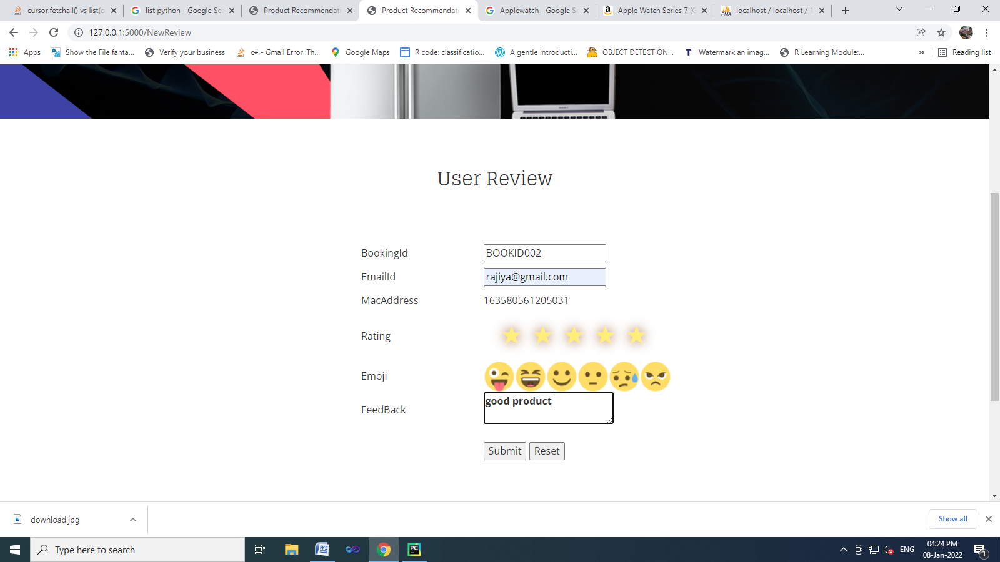 cursor.fetchall() vs list(c
list python - Google Sea
Product Recommendati
Product Recommendati
Applewatch - Google Se
Apple Watch Series 7 (G
localhost / localhost / 1
127.0.0.1:5000/NewReview
Apps
Show the File fanta...
Verify your business
c# - Gmail Error :Th...
Google Maps
R code: classificatio...
A gentle introducti...
OBJECT DETECTION...
T Watermark an imag...
R Learning Module:...
»
Reading list
User Review
BookingId BOOKID002
EmailId rajiya@gmail.com
MacAddress 163580561205031
Rating
Emoji
FeedBack good product
Submit Reset
download.jpg
Show all
Type here to search
ENG
04:24 PM
08-Jan-2022
1